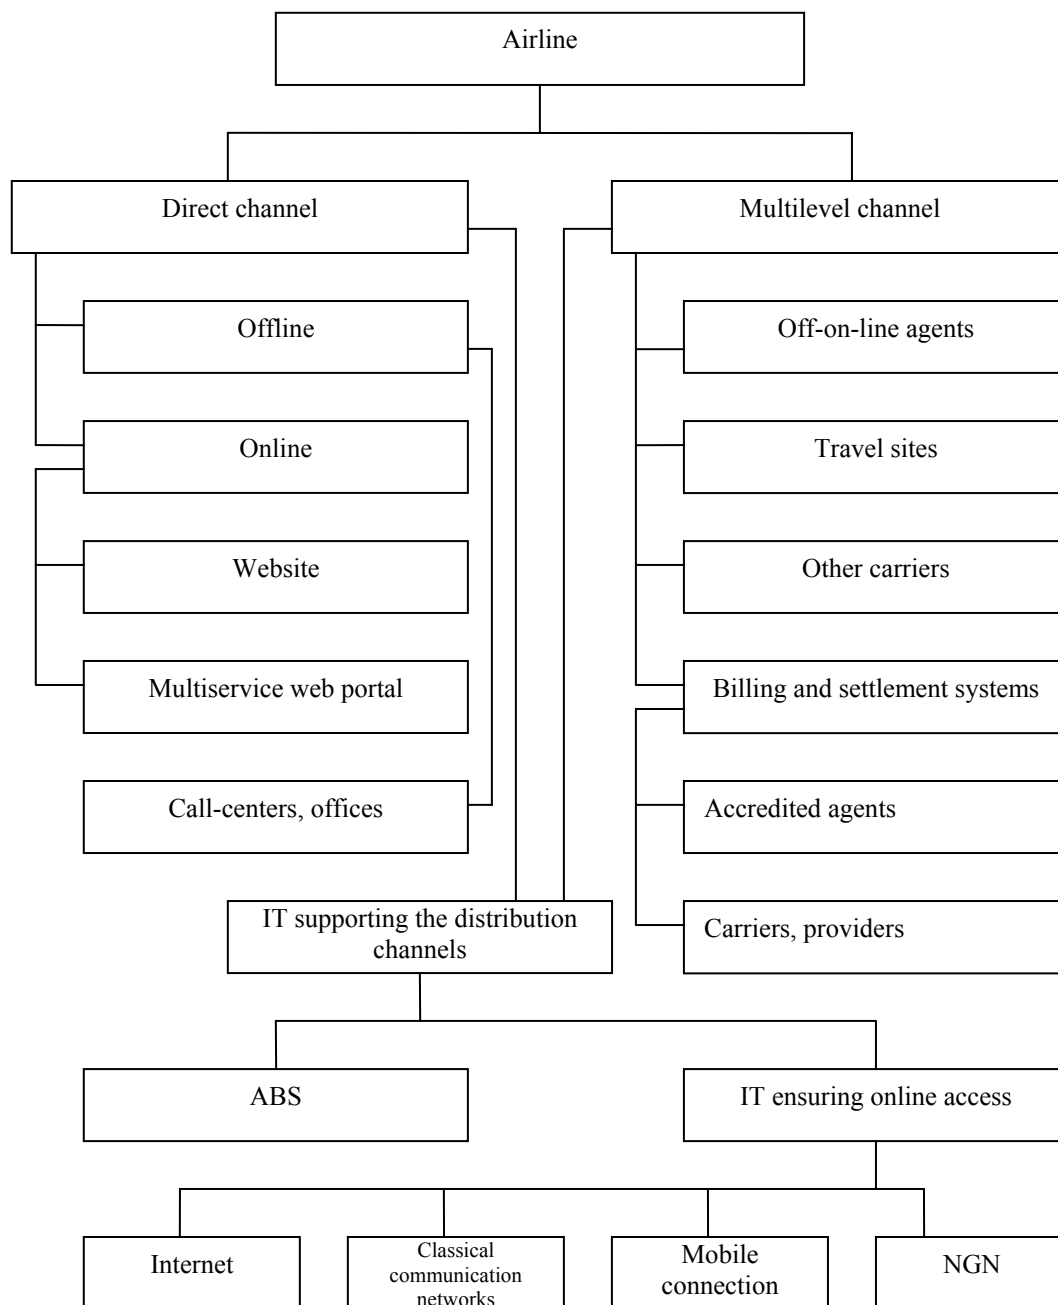 Airline
Direct channel
Multilevel channel
Offline
Off-on-line agents
Online
Travel sites
Website
Other carriers
Multiservice web portal
Billing and settlement systems
Call-centers, offices
Accredited agents
IT supporting the distribution
channels
Carriers, providers
ABS
IT ensuring online access
Internet
Classical
communication
networks
Mobile
connection
NGN